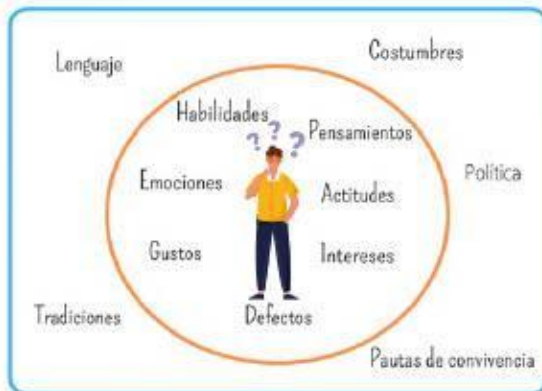 Costumbres
Lenguaje
Habilidades
? ? ?
Pensamientos
Emociones
Política
Actitudes
Gustos
Intereses
Tradiciones
Defectos
Pautas de convivencia